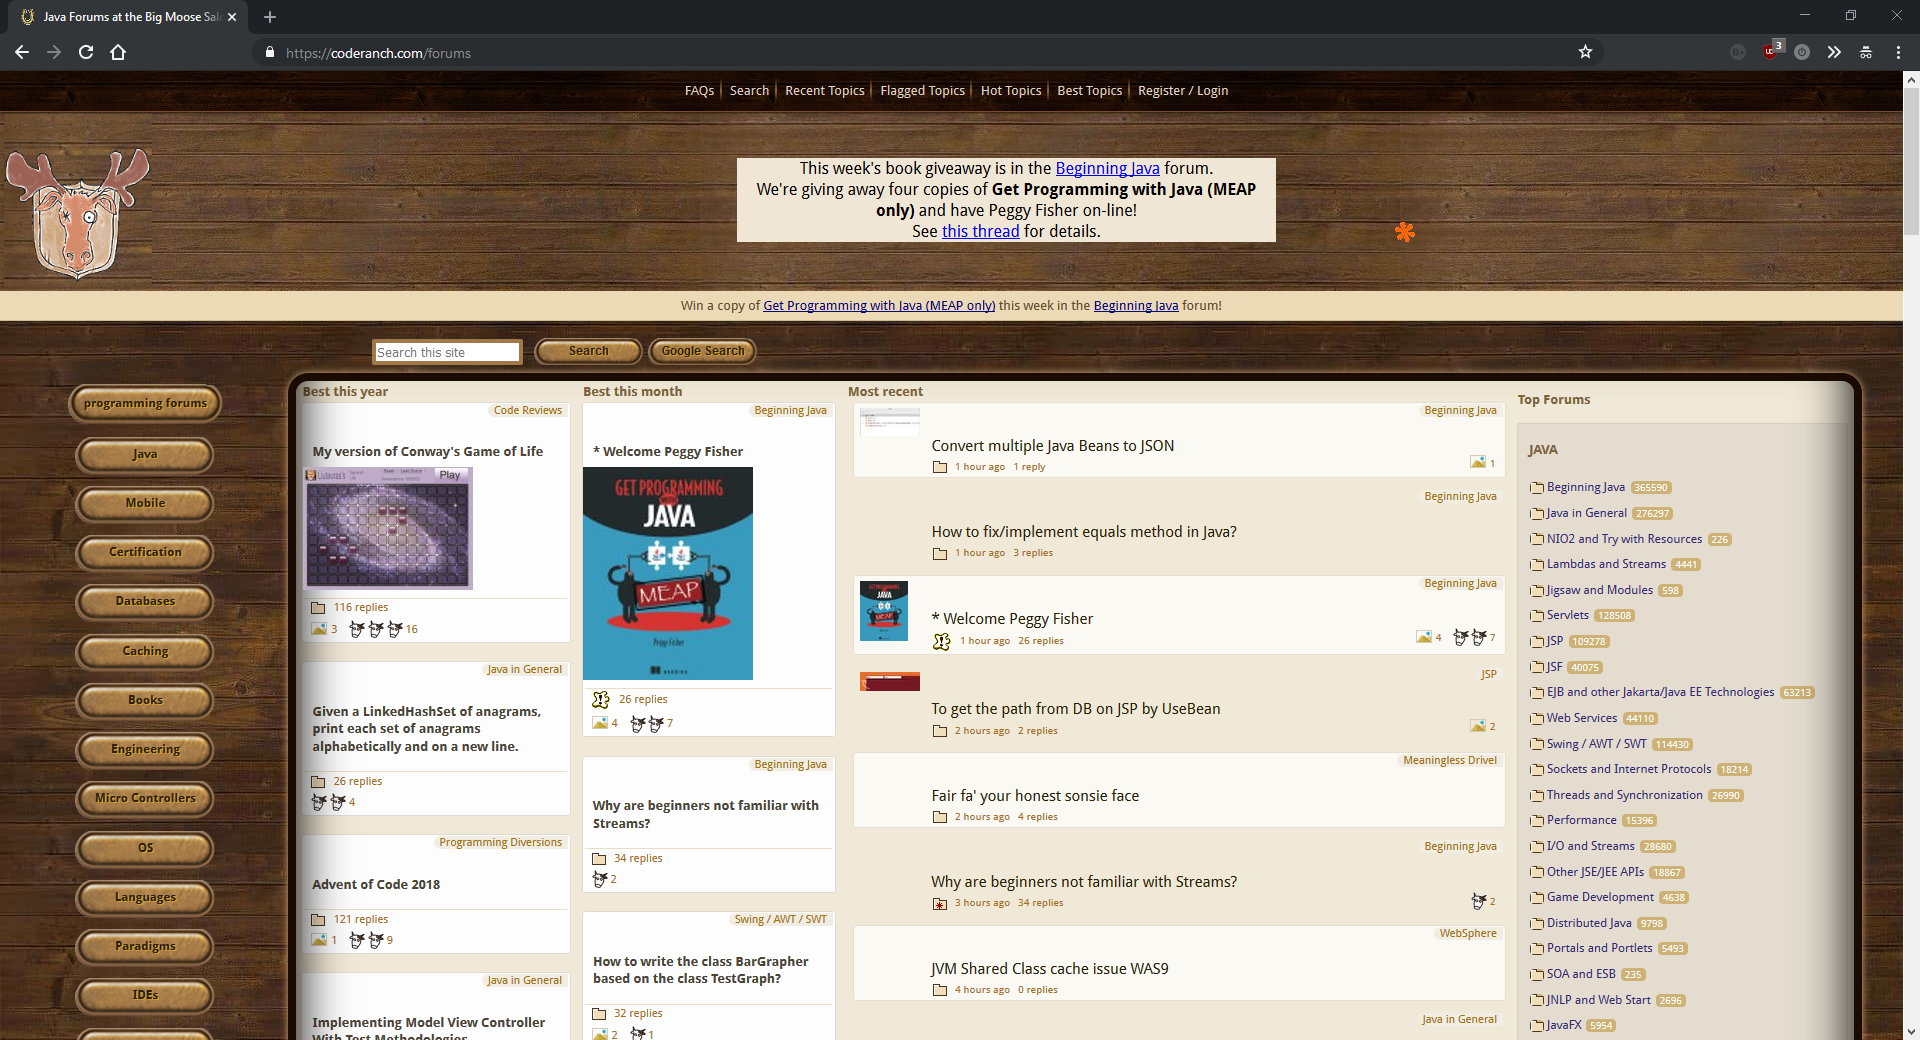 Java Forums at the Big Moose Sal
https://coderanch.com/forums
3
FAQs
Search
Recent Topics
Flagged Topics
Hot Topics
Best Topics
Register / Login
This week's book giveaway is in the Beginning Java forum.
We're giving away four copies of Get Programming with Java (MEAP
only) and have Peggy Fisher on-line!
See this thread for details.
Win a copy of Get Programming with Java (MEAP only) this week in the Beginning Java forum!
Search this site
Search
Google Search
programming forums
Java
Mobile
Certification
Databases
Caching
Books
Engineering
Micro Controllers
OS
Languages
Paradigms
IDEs
Best this year
Code Reviews
My version of Conway's Game of Life
Play
116 replies
3
16
Java in General
Given a LinkedHashSet of anagrams,
print each set of anagrams
alphabetically and on a new line.
26 replies
4
Programming Diversions
Advent of Code 2018
121 replies
1
9
Java in General
Implementing Model View Controller
With Test Methodologies
Best this month
Beginning Java
* Welcome Peggy Fisher
GET PROGRAMMING
WITH
JAVA
MEAP
Peggy Fisher
MANNING
26 replies
4
7
Beginning Java
Why are beginners not familiar with
Streams?
34 replies
2
Swing / AWT / SWT
How to write the class BarGrapher
based on the class TestGraph?
32 replies
2
1
Most recent
Beginning Java
Convert multiple Java Beans to JSON
1 hour ago 1 reply
1
Beginning Java
How to fix/implement equals method in Java?
1 hour ago 3 replies
Beginning Java
GET PROGRAMMING
JAVA
MEAP
* Welcome Peggy Fisher
1 hour ago 26 replies
4
7
JSP
To get the path from DB on JSP by UseBean
2 hours ago 2 replies
2
Meaningless Drivel
Fair fa' your honest sonsie face
2 hours ago 4 replies
Beginning Java
Why are beginners not familiar with Streams?
3 hours ago 34 replies
2
WebSphere
JVM Shared Class cache issue WAS9
4 hours ago 0 replies
Java in General
Top Forums
JAVA
Beginning Java 365590
Java in General 276297
NIO2 and Try with Resources 226
Lambdas and Streams 4441
Jigsaw and Modules 598
Servlets 128508
JSP 109278
JSF 40075
EJB and other Jakarta/Java EE Technologies 63213
Web Services 44110
Swing / AWT / SWT 114430
Sockets and Internet Protocols 18214
Threads and Synchronization 26990
Performance 15396
I/O and Streams 28680
Other JSE/JEE APIs 18867
Game Development 4638
Distributed Java 9798
Portals and Portlets 5493
SOA and ESB 235
JNLP and Web Start 2696
JavaFX 5954